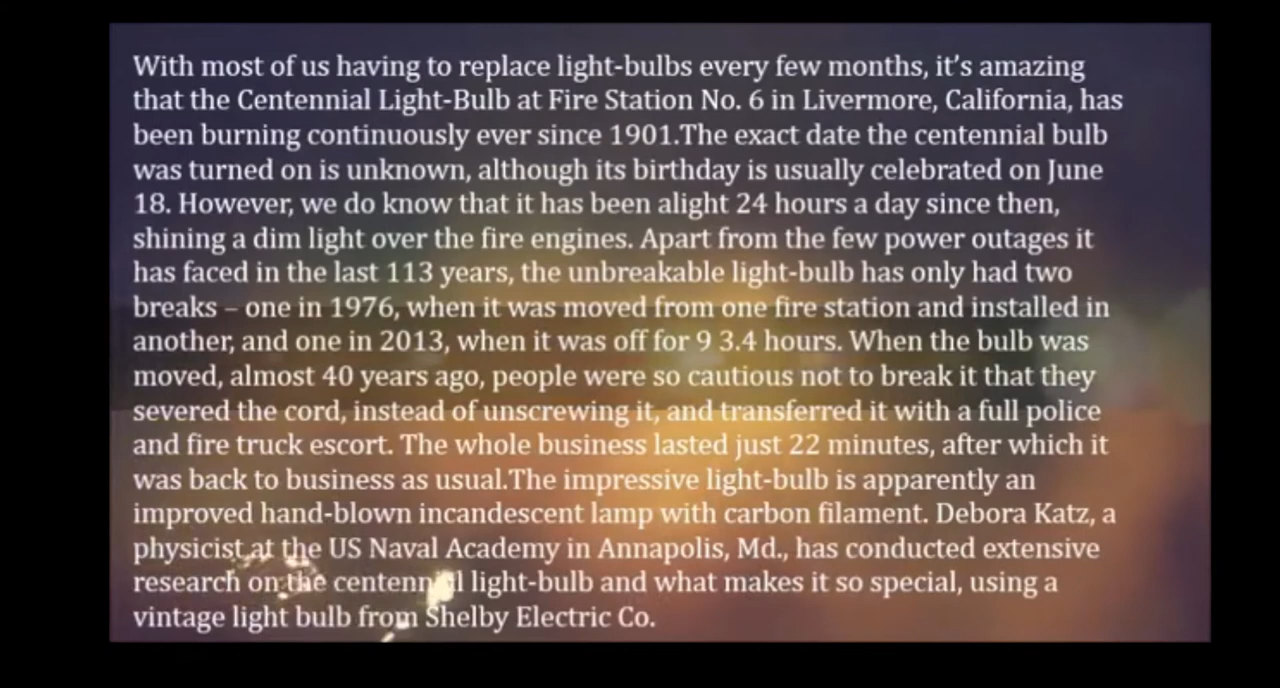 With most of us having to replace light-bulbs every few months, it's amazing
that the Centennial Light-Bulb at Fire Station No. 6 in Livermore, California, has
been burning continuously ever since 1901.The exact date the centennial bulb
was turned on is unknown, although its birthday is usually celebrated on June
18. However, we do know that it has been alight 24 hours a day since then,
shining a dim light over the fire engines. Apart from the few power outages it
has faced in the last 113 years, the unbreakable light-bulb has only had two
breaks – one in 1976, when it was moved from one fire station and installed in
another, and one in 2013, when it was off for 9 3.4 hours. When the bulb was
moved, almost 40 years ago, people were so cautious not to break it that they
severed the cord, instead of unscrewing it, and transferred it with a full police
and fire truck escort. The whole business lasted just 22 minutes, after which it
was back to business as usual.The impressive light-bulb is apparently an
improved hand-blown incandescent lamp with carbon filament. Debora Katz, a
physicist at the US Naval Academy in Annapolis, Md., has conducted extensive
research on the centennial light-bulb and what makes it so special, using a
vintage light bulb from Shelby Electric Co.